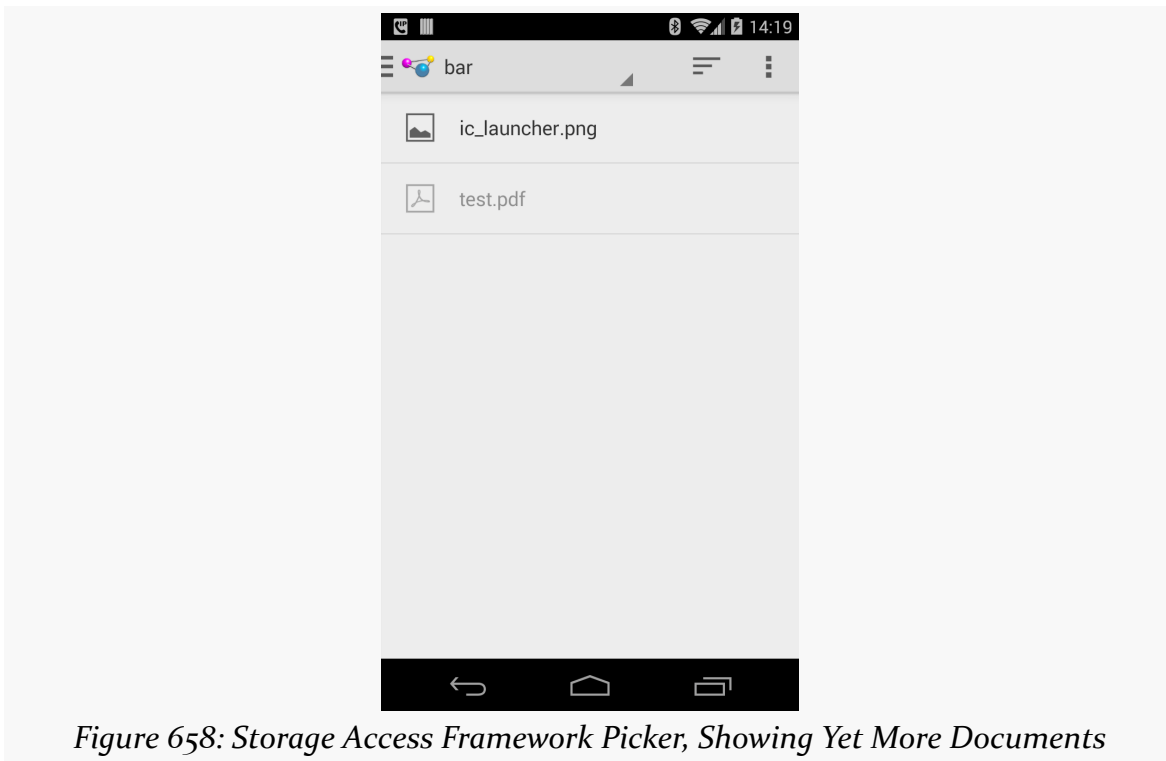 14:19
bar
ic_launcher.png
test.pdf
Figure 658: Storage Access Framework Picker, Showing Yet More Documents